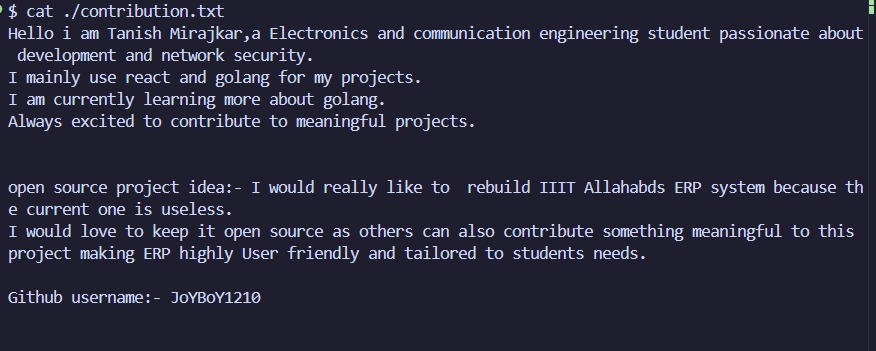 $ cat ./contribution.txt
Hello i am Tanish Mirajkar,a Electronics and communication engineering student passionate about
 development and network security.
I mainly use react and golang for my projects.
I am currently learning more about golang.
Always excited to contribute to meaningful projects.
open source project idea:- I would really like to  rebuild IIIT Allahabds ERP system because th
e current one is useless.
I would love to keep it open source as others can also contribute something meaningful to this
project making ERP highly User friendly and tailored to students needs.
Github username:- JoYBoY1210